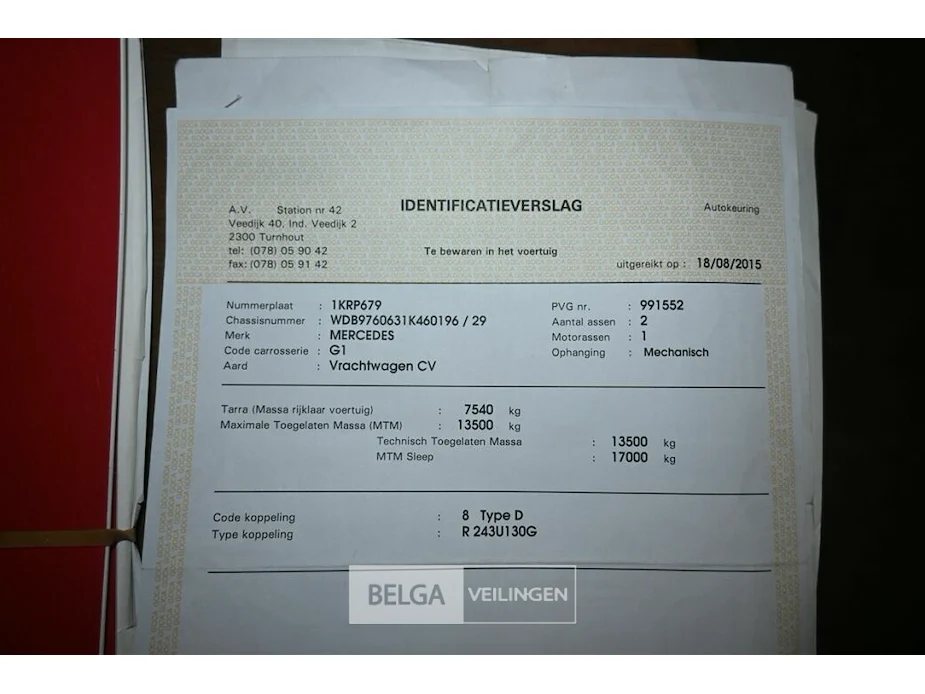 IDENTIFICATIEVERSLAG
Autokeuring
A.V. Station nr 42
Veedijk 40, Ind. Veedijk 2
2300 Turnhout
tel: (078) 05 90 42
fax: (078) 05 91 42
Te bewaren in het voertuig
uitgereikt op : 18/08/2015
Nummerplaat : 1KRP679
Chassisnummer : WDB9760631K460196 / 29
Merk : MERCEDES
Code carrosserie : G1
Aard : Vrachtwagen CV
PVG nr. : 991552
Aantal assen : 2
Motorassen : 1
Ophanging : Mechanisch
Tarra (Massa rijklaar voertuig) : 7540 kg
Maximale Toegelaten Massa (MTM) : 13500 kg
Technisch Toegelaten Massa : 13500 kg
MTM Sleep : 17000 kg
Code koppeling : 8 Type D
Type koppeling : R 243U130G
BELGA VEILINGEN